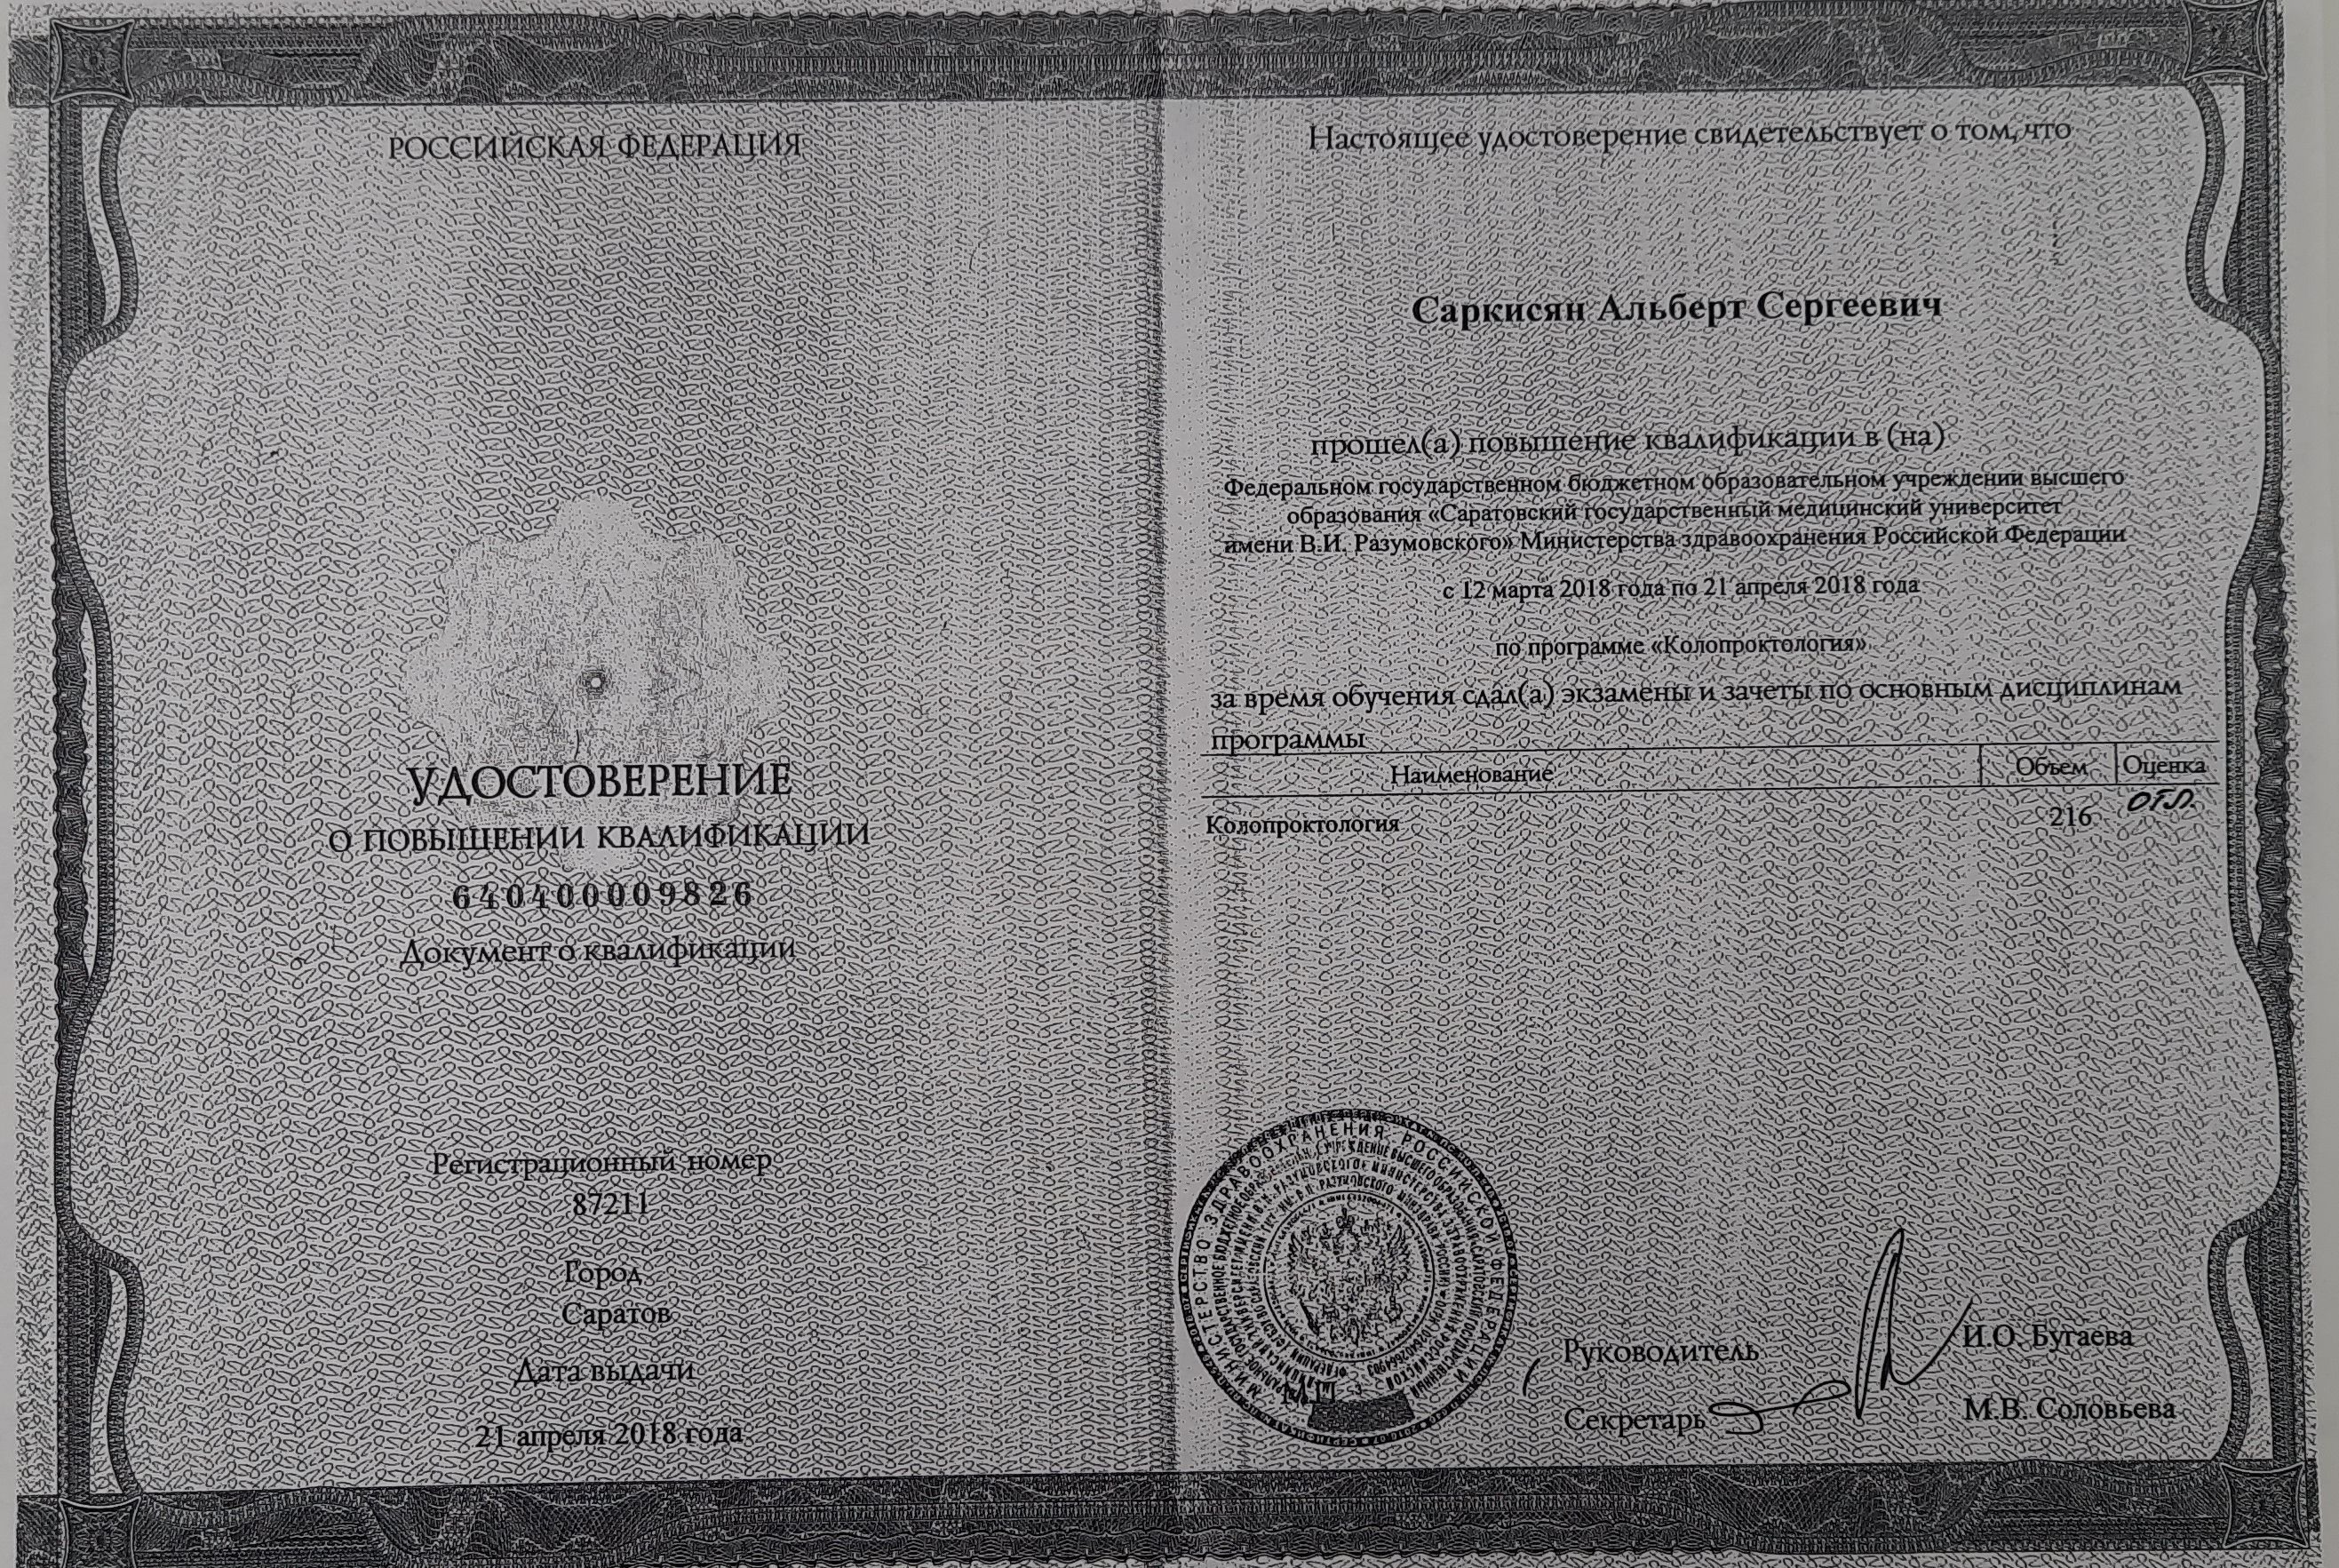 РОССИЙСКАЯ ФЕДЕРАЦИЯ
УДОСТОВЕРЕНИЕ
О ПОВЫШЕНИИ КВАЛИФИКАЦИИ
640400009826
Документ о квалификации
Регистрационный номер
87211
Город
Саратов
Дата выдачи
21 апреля 2018 года
Настоящее удостоверение свидетельствует о том, что
Саркисян Альберт Сергеевич
прошел(а) повышение квалификации в (на)
Федеральном государственном бюджетном образовательном учреждении высшего
образования «Саратовский государственный медицинский университет
имени В.И. Разумовского» Министерства здравоохранения Российской Федерации
с 12 марта 2018 года по 21 апреля 2018 года
по программе «Колопроктология»
за время обучения сдал(а) экзамены и зачеты по основным дисциплинам
программы
Наименование Объем Оценка
Колопроктология 216 отл.
МИНИСТЕРСТВО ЗДРАВООХРАНЕНИЯ РОССИЙСКОЙ ФЕДЕРАЦИИ
М.П.
Руководитель И.О. Бугаева
Секретарь М.В. Соловьева